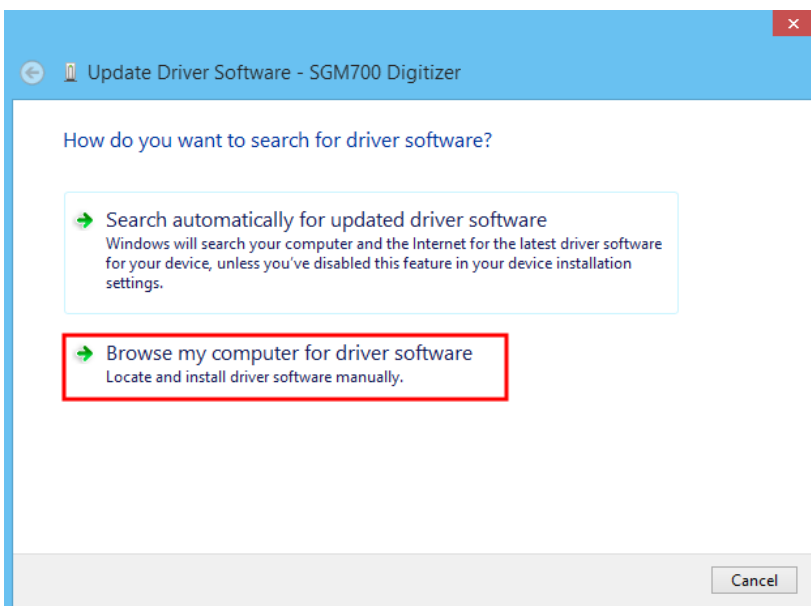 Update Driver Software - SGM700 Digitizer
How do you want to search for driver software?
Search automatically for updated driver software
Windows will search your computer and the Internet for the latest driver software
for your device, unless you've disabled this feature in your device installation
settings.
Browse my computer for driver software
Locate and install driver software manually.
Cancel